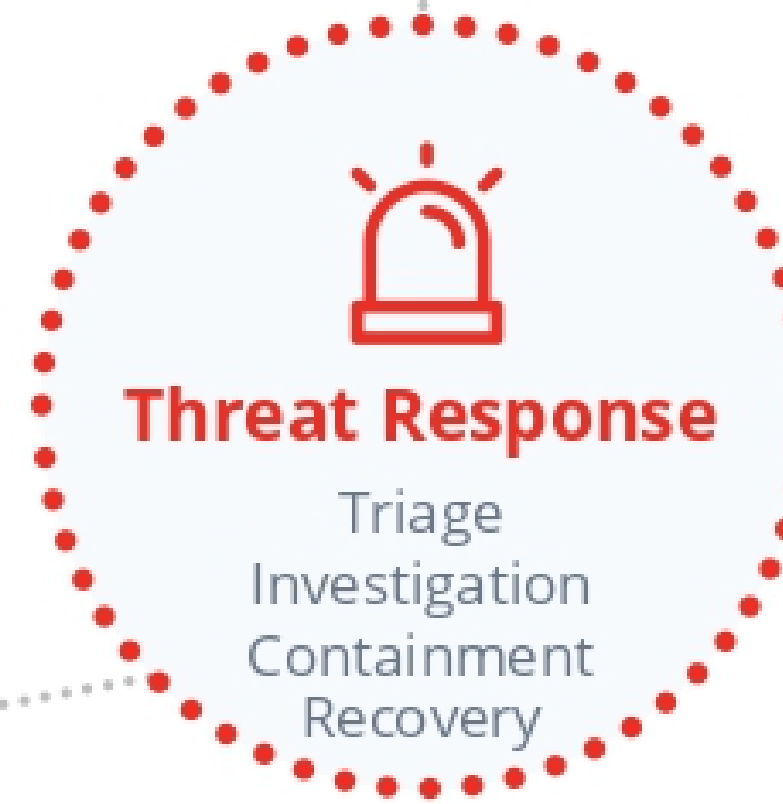 Threat Response
Triage
Investigation
Containment
Recovery